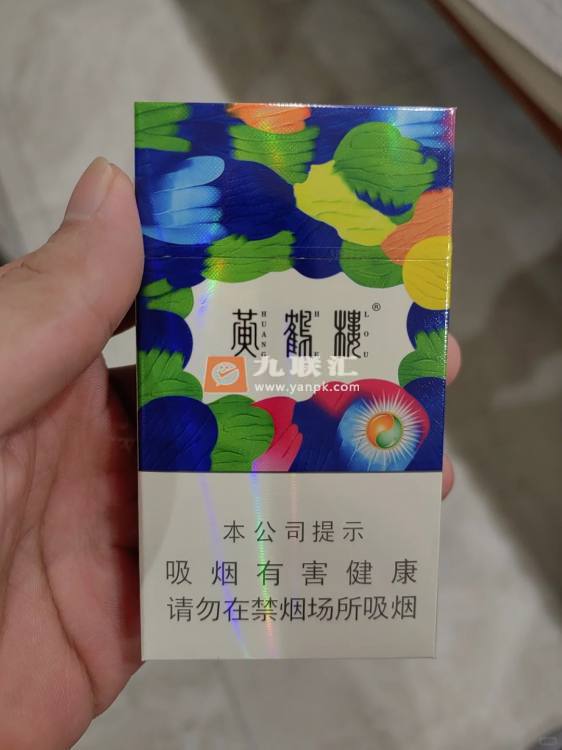 黄鹤楼®
HUANG HE LOU
九联汇
www.yanpk.com
本公司提示
吸烟有害健康
请勿在禁烟场所吸烟